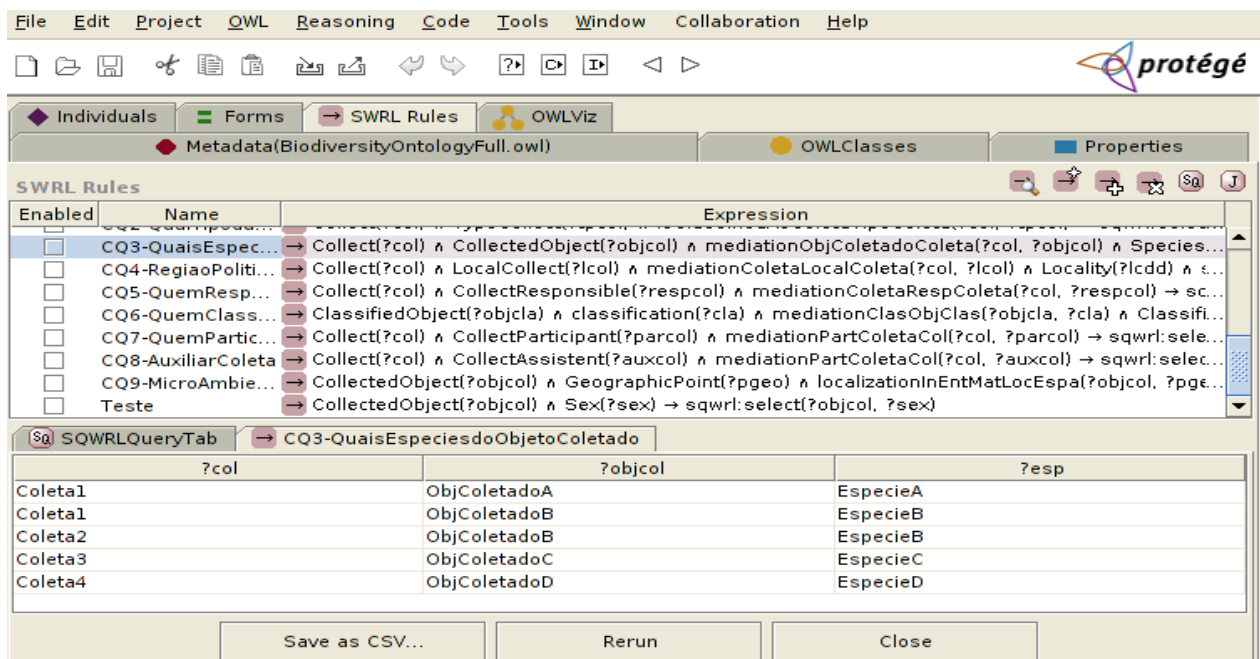 File Edit Project OWL Reasoning Code Tools Window Collaboration Help
protégé
Individuals Forms SWRL Rules OWLViz
Metadata(BiodiversityOntologyFull.owl) OWLClasses Properties
SWRL Rules
Enabled Name Expression
CQ3-QuaisEspec... → Collect(?col) ∧ CollectedObject(?objcol) ∧ mediationObjColetadoColeta(?col, ?objcol) ∧ Species...
CQ4-RegiaoPoliti... → Collect(?col) ∧ LocalCollect(?lcol) ∧ mediationColetaLocalColeta(?col, ?lcol) ∧ Locality(?lcdd) ∧ s...
CQ5-QuemResp... → Collect(?col) ∧ CollectResponsible(?respcol) ∧ mediationColetaRespColeta(?col, ?respcol) → sc...
CQ6-QuemClass... → ClassifiedObject(?objcla) ∧ classification(?cla) ∧ mediationClasObjClas(?objcla, ?cla) ∧ Classifi...
CQ7-QuemPartic... → Collect(?col) ∧ CollectParticipant(?parcol) ∧ mediationPartColetaCol(?col, ?parcol) → sqwrl:sele...
CQ8-AuxiliarColeta → Collect(?col) ∧ CollectAssistent(?auxcol) ∧ mediationPartColetaCol(?col, ?auxcol) → sqwrl:selec...
CQ9-MicroAmbie... → CollectedObject(?objcol) ∧ GeographicPoint(?pgeo) ∧ localizationInEntMatLocEspa(?objcol, ?pge...
Teste → CollectedObject(?objcol) ∧ Sex(?sex) → sqwrl:select(?objcol, ?sex)
SQWRLQueryTab → CQ3-QuaisEspeciesdoObjetoColetado
?col ?objcol ?esp
Coleta1 ObjColetadoA EspecieA
Coleta1 ObjColetadoB EspecieB
Coleta2 ObjColetadoB EspecieB
Coleta3 ObjColetadoC EspecieC
Coleta4 ObjColetadoD EspecieD
Save as CSV... Rerun Close